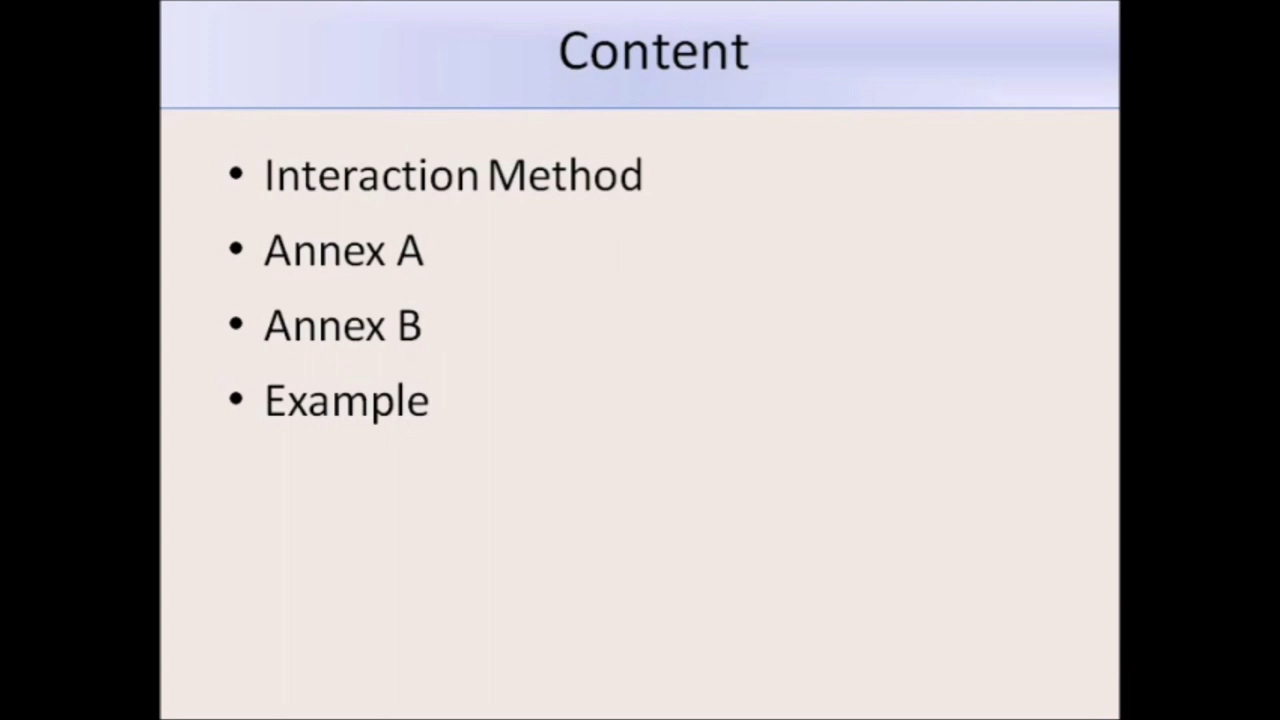 Content
• Interaction Method
• Annex A
• Annex B
• Example